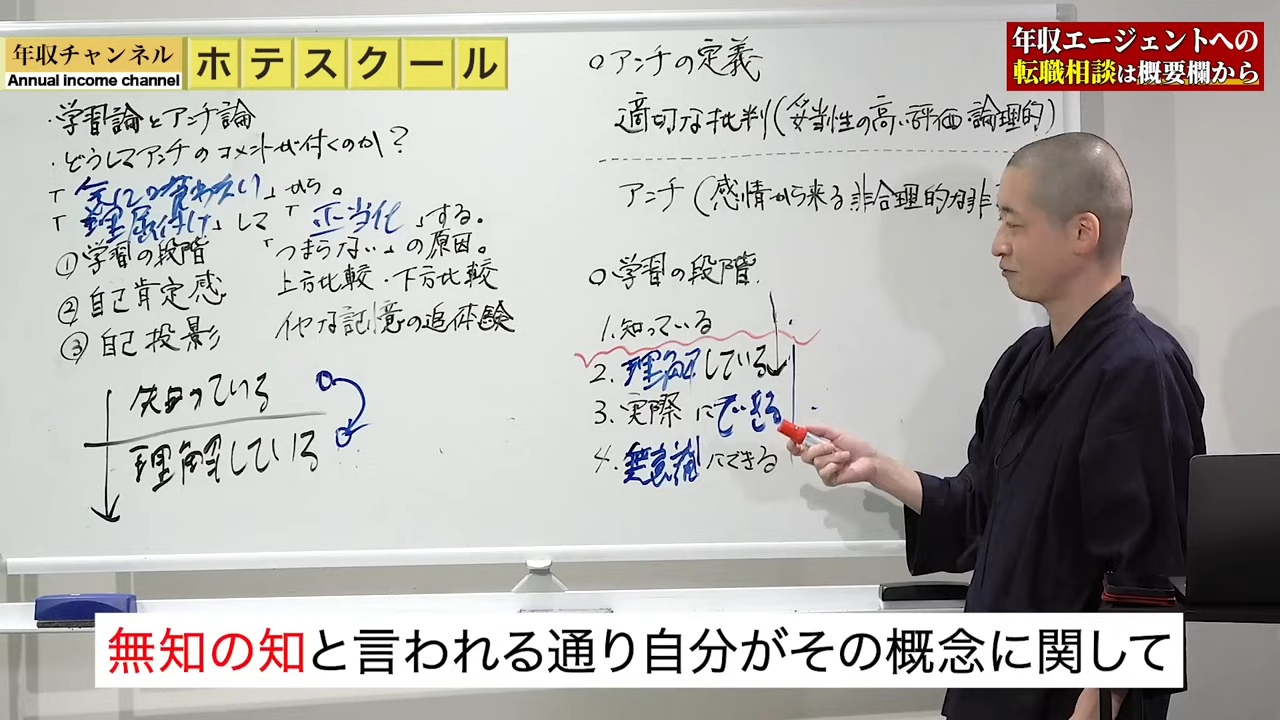 年収チャンネル
Annual income channel
ホテスクール
年収エージェントへの
転職相談は概要欄から
・学習論とアンチ論
・どうしてアンチのコメントが付くのか?
「気にの食わない」から。
「理屈付け」して「正当化」する。
①学習の段階 「つまらない」の原因。
②自己肯定感 上方比較・下方比較
③自己投影 イヤな記憶の追体験
知っている
理解している
○アンチの定義
適切な批判(妥当性の高い評価・論理的)
アンチ(感情から来る非合理的な非
○学習の段階
1.知っている
2.理解している
3.実際にできる
4.無意識にできる
無知の知と言われる通り自分がその概念に関して